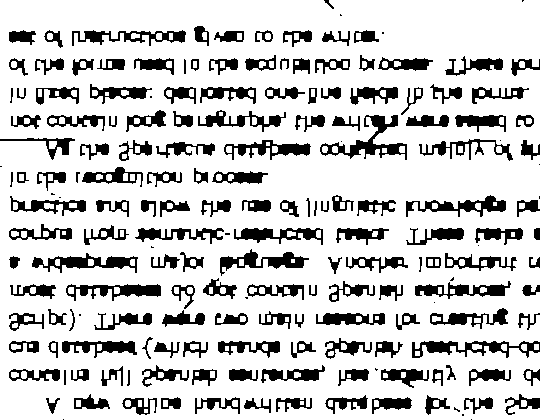 A new offline handwritten database for the Spa
contains full Spanish sentences, has recently been de
cus database (which stands for Spanish Restricted-do
Script). There were two main reasons for creating th
most databases do not contain Spanish sentences, ev
a widespread major language. Another important re
corpus from semantic-restricted tasks. These tasks a
practice and allow the use of linguistic knowledge be
in the recognition process.
As the Spartacus database consisted mainly of sh
not contain long paragraphs, the writers were asked to
in fixed places: dedicated one-line fields in the forms.
of the forms used in the acquisition process. These for
set of instructions given to the writer.